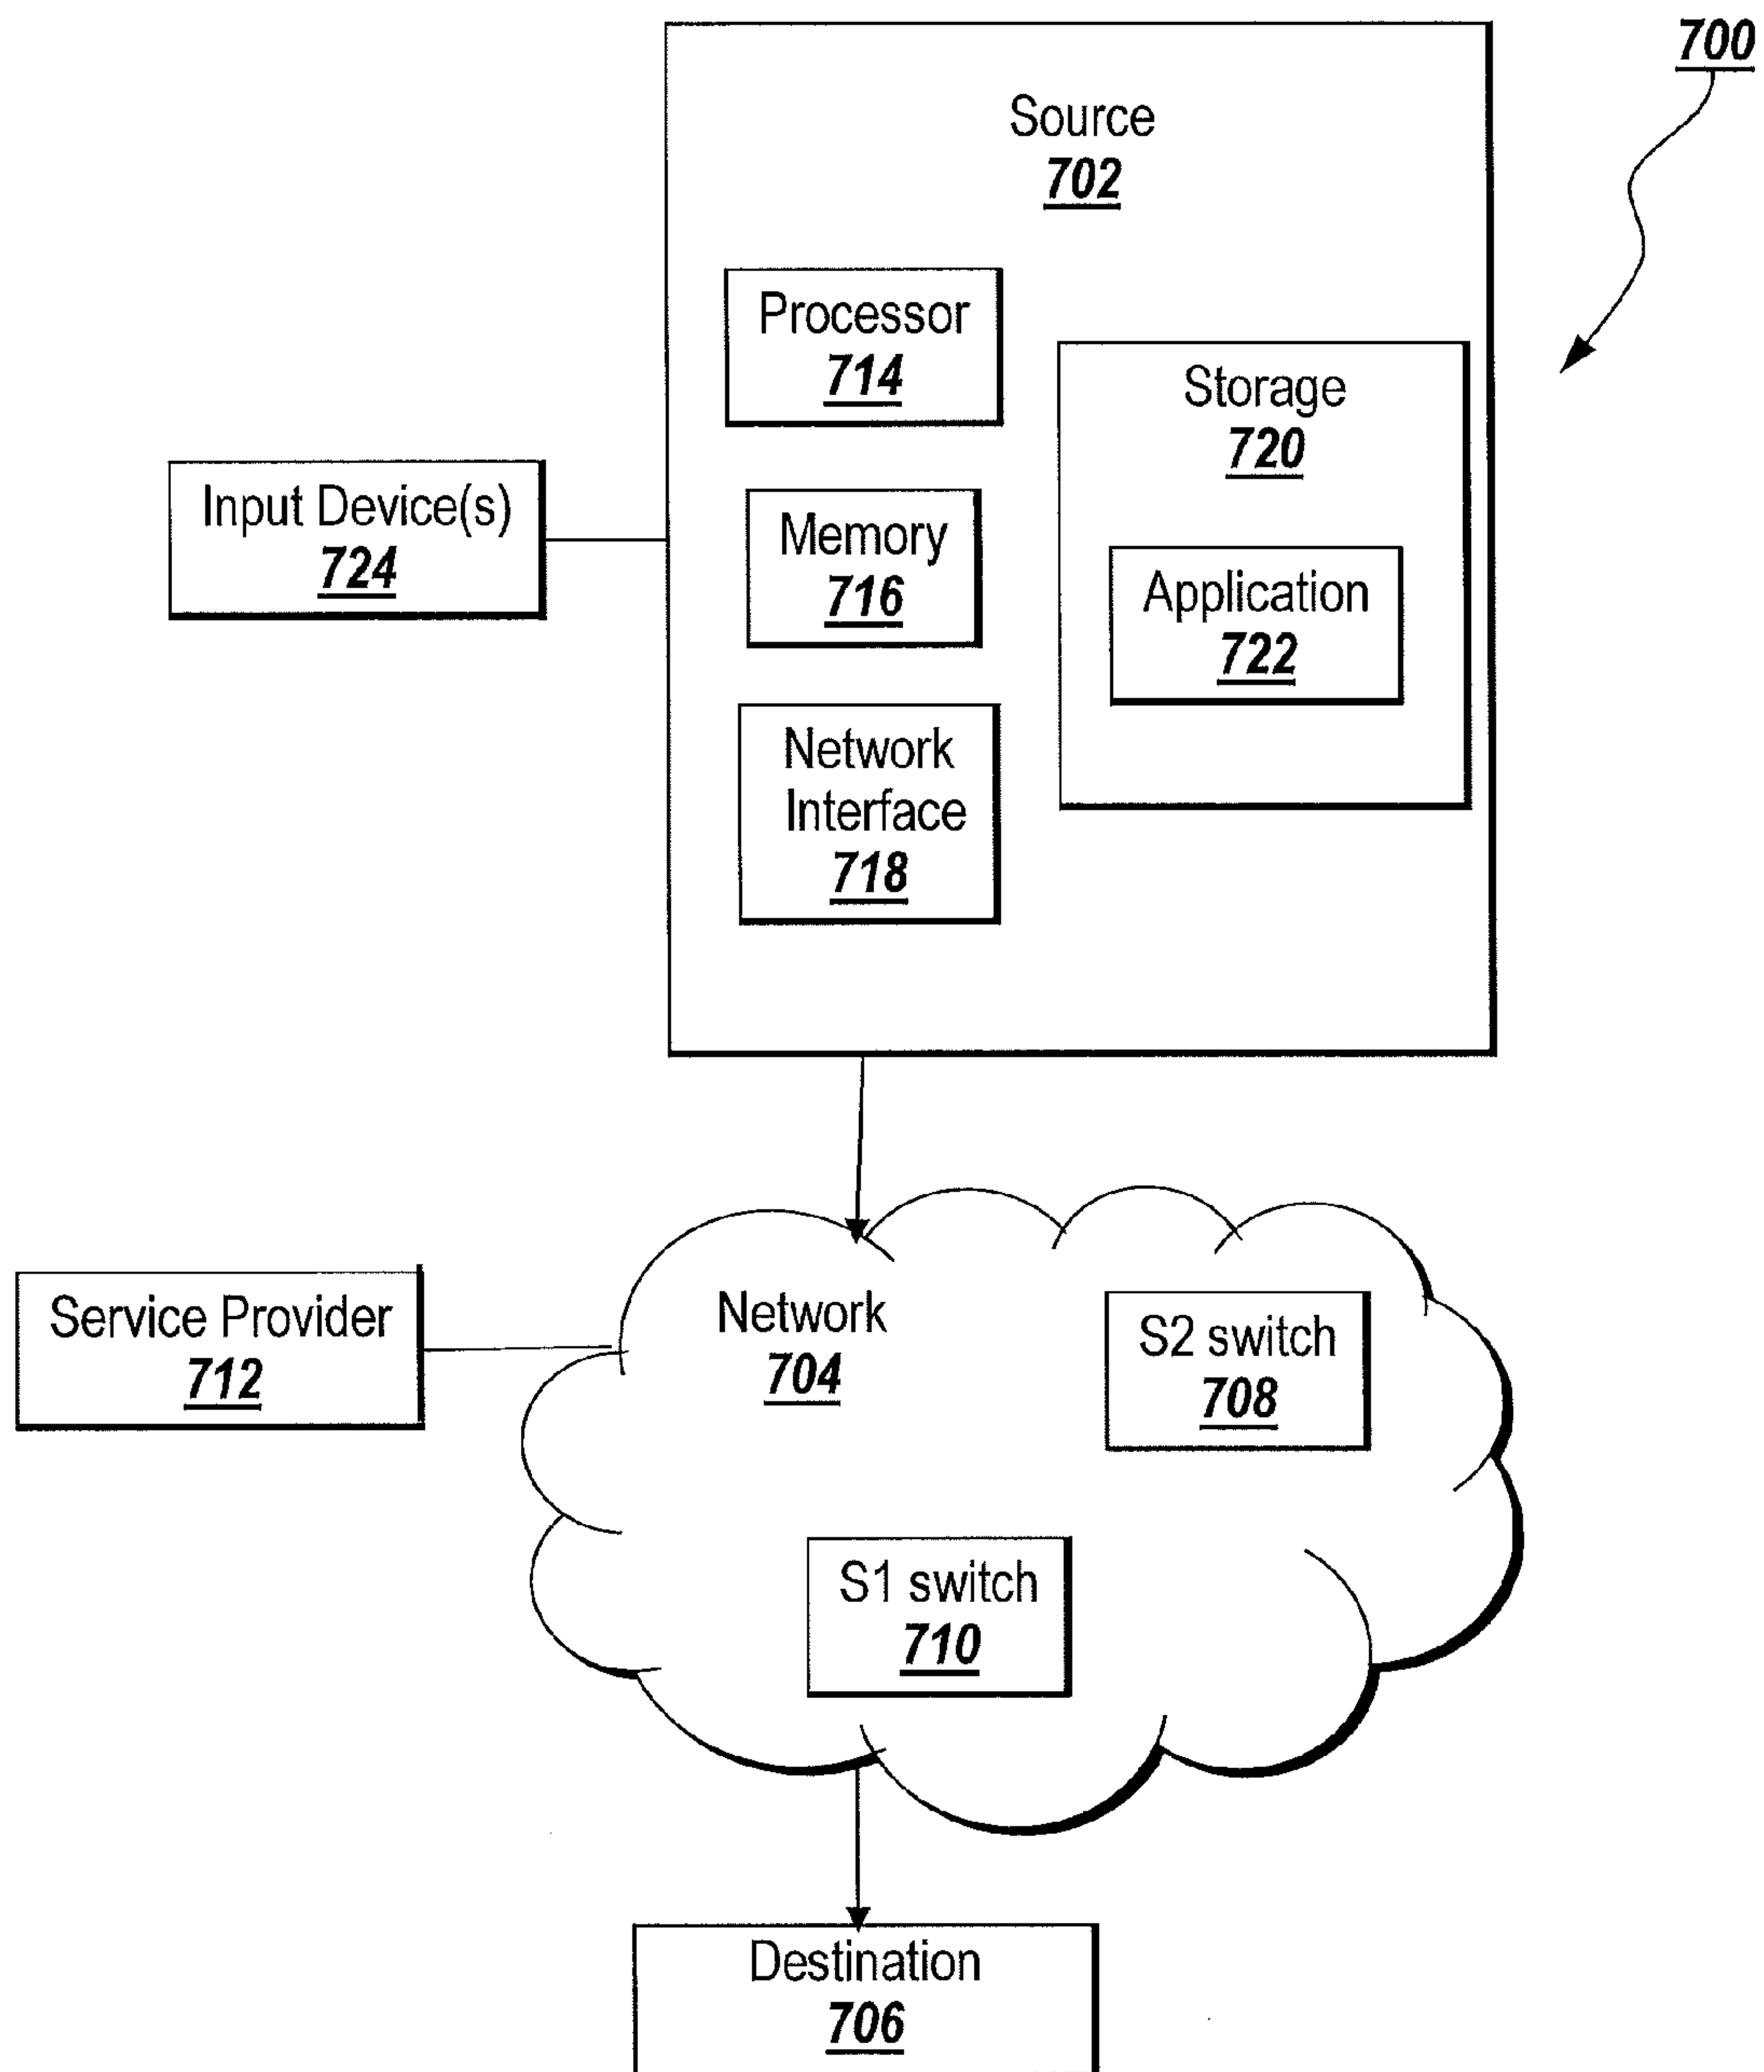 700
Source
702
Processor
714
Storage
720
Input Device(s)
724
Memory
716
Application
722
Network
Interface
718
Service Provider
712
Network
704
S2 switch
708
S1 switch
710
Destination
706